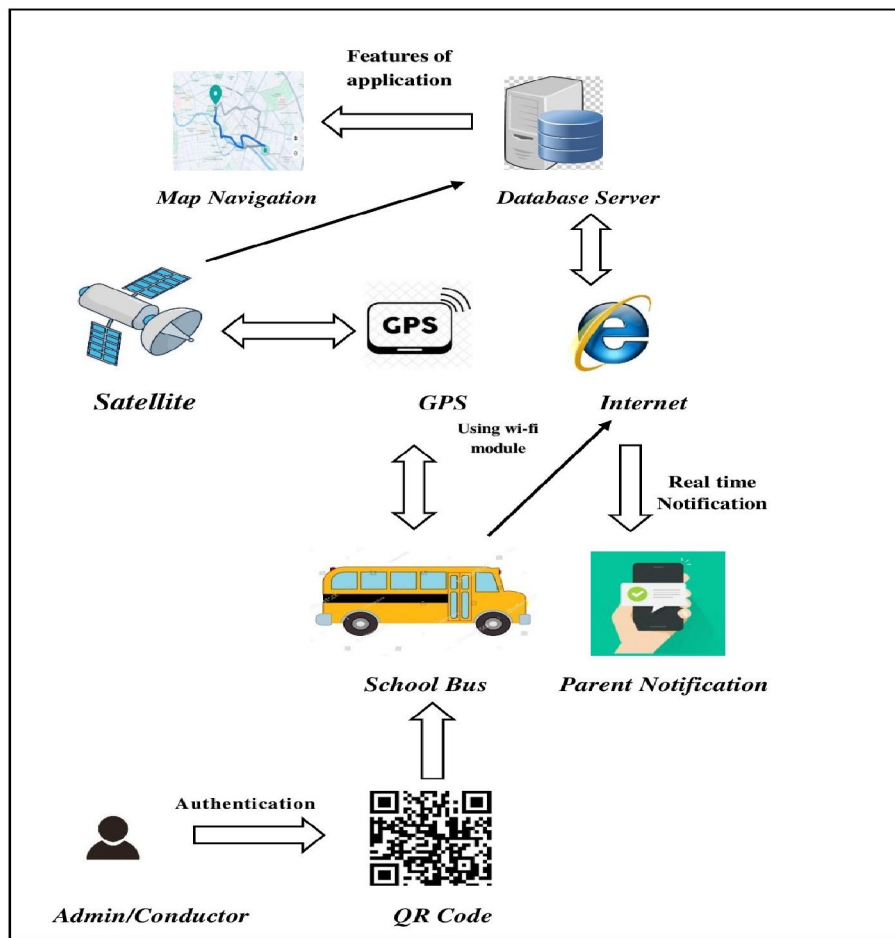 Features of
application
Map Navigation
Database Server
GPS
Satellite
GPS
Internet
Using wi-fi
module
Real time
Notification
School Bus
Parent Notification
Authentication
Admin/Conductor
QR Code